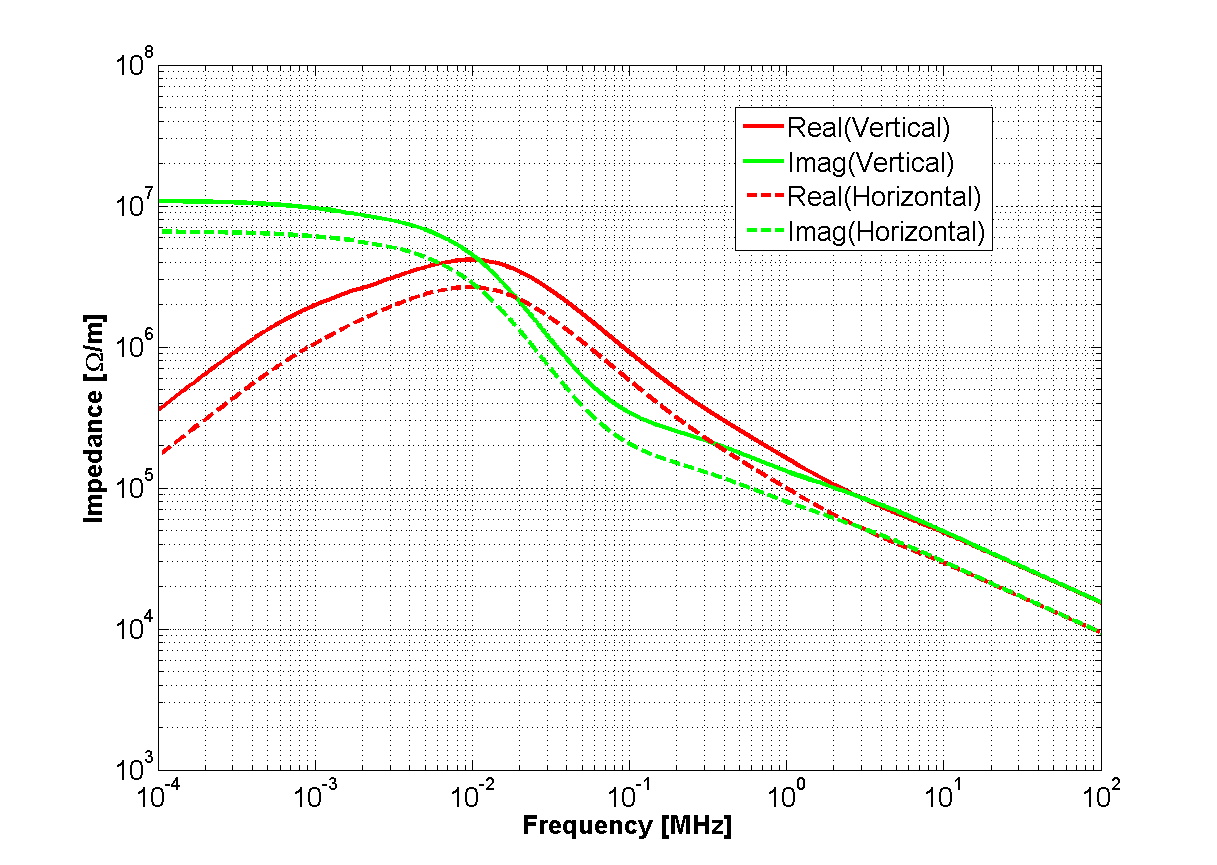 10^8
10^7
10^6
10^5
10^4
10^3
Impedance [Ω/m]
Real(Vertical)
Imag(Vertical)
Real(Horizontal)
Imag(Horizontal)
10^-4 10^-3 10^-2 10^-1 10^0 10^1 10^2
Frequency [MHz]